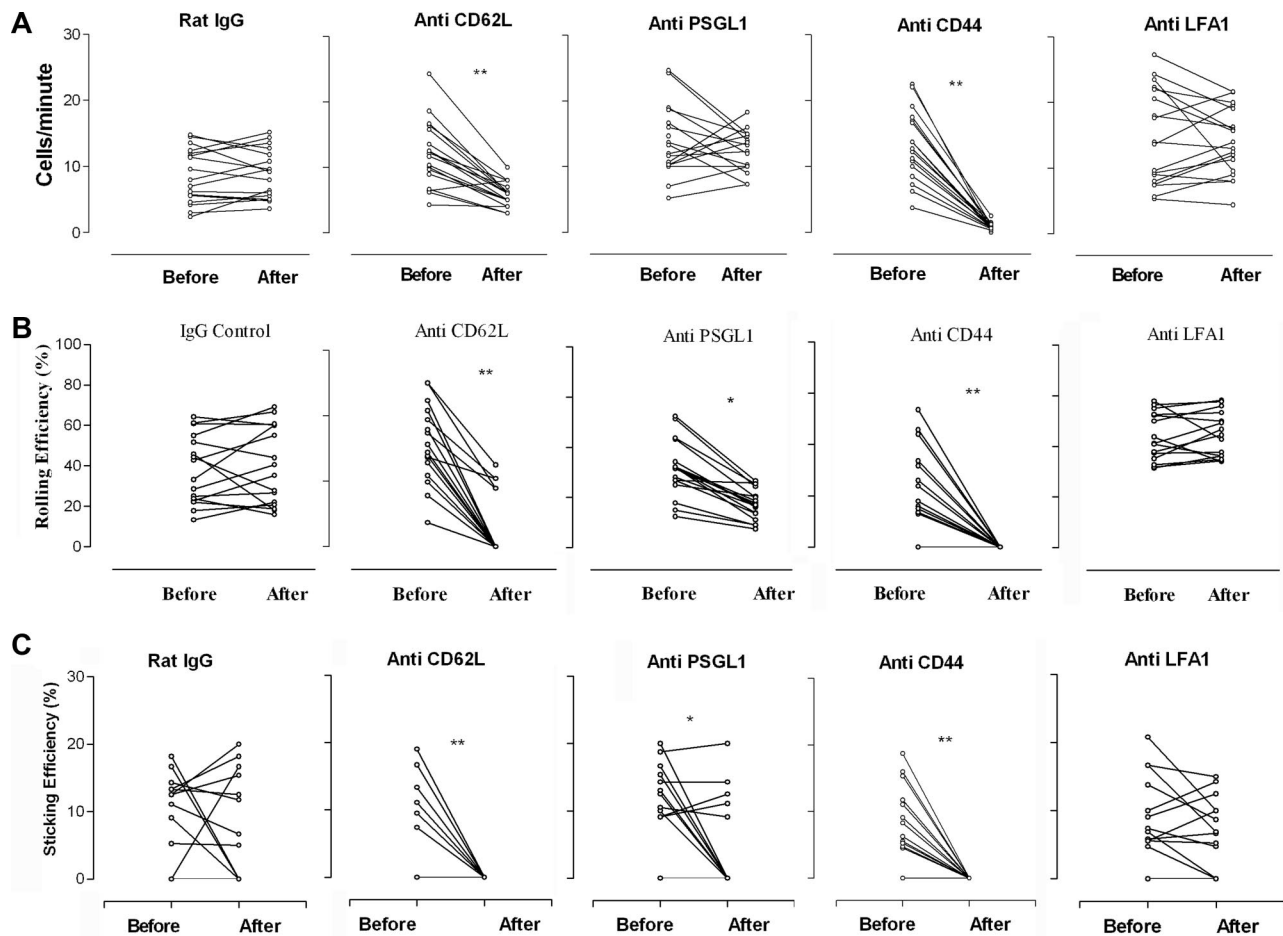 A
Rat IgG Anti CD62L Anti PSGL1 Anti CD44 Anti LFA1
Cells/minute
30
20
10
0
** **
Before After Before After Before After Before After Before After
B
IgG Control Anti CD62L Anti PSGL1 Anti CD44 Anti LFA1
Rolling Efficiency (%)
100
80
60
40
20
0
** * **
Before After Before After Before After Before After Before After
C
Rat IgG Anti CD62L Anti PSGL1 Anti CD44 Anti LFA1
Sticking Efficiency (%)
30
20
10
0
** * **
Before After Before After Before After Before After Before After